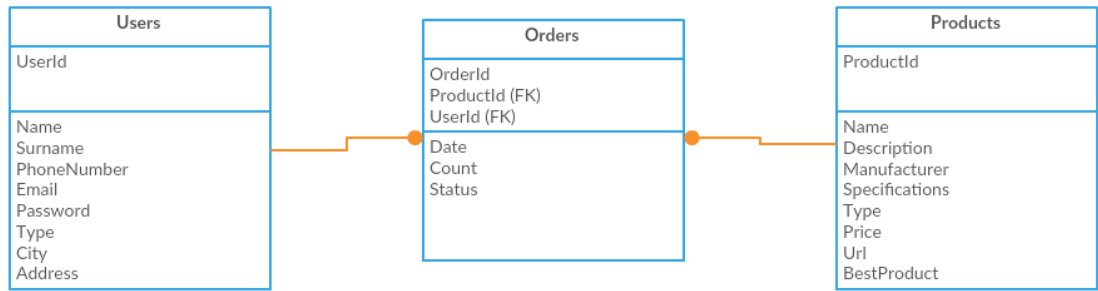 Users
UserId
Name
Surname
PhoneNumber
Email
Password
Type
City
Address
Orders
OrderId
ProductId (FK)
UserId (FK)
Date
Count
Status
Products
ProductId
Name
Description
Manufacturer
Specifications
Type
Price
Url
BestProduct